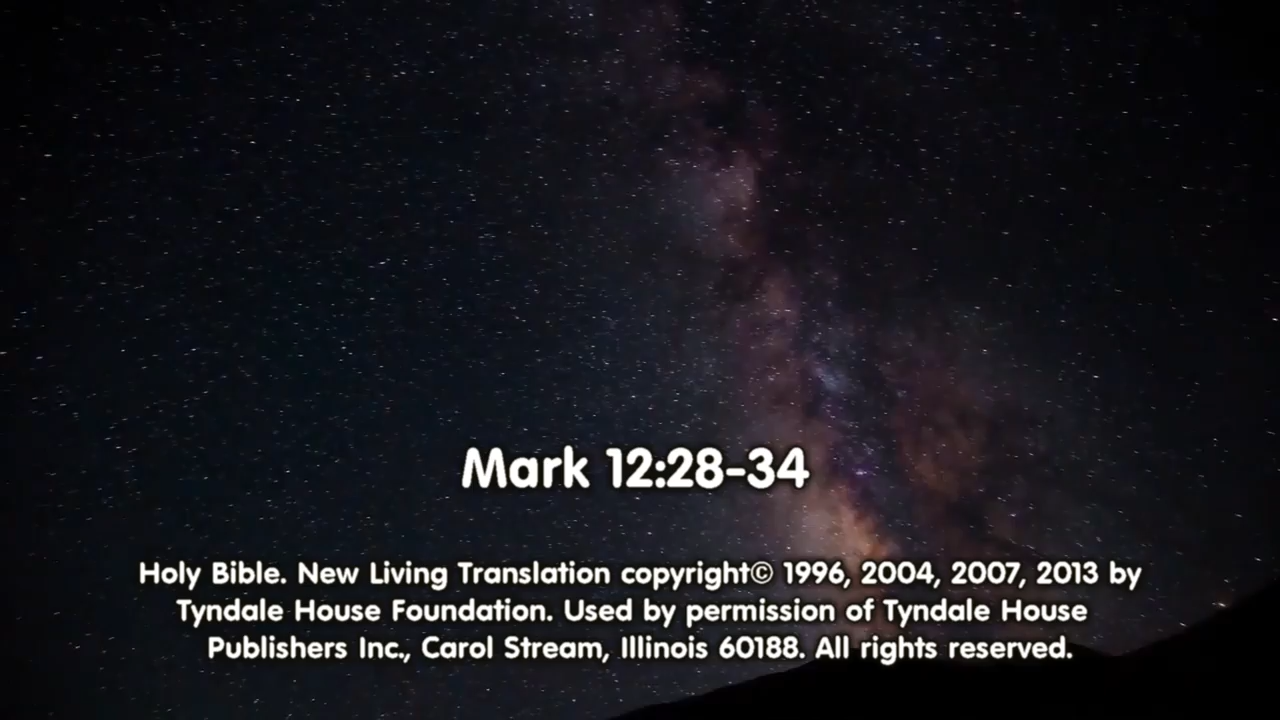 Mark 12:28-34
Holy Bible. New Living Translation copyright© 1996, 2004, 2007, 2013 by
Tyndale House Foundation. Used by permission of Tyndale House
Publishers Inc., Carol Stream, Illinois 60188. All rights reserved.